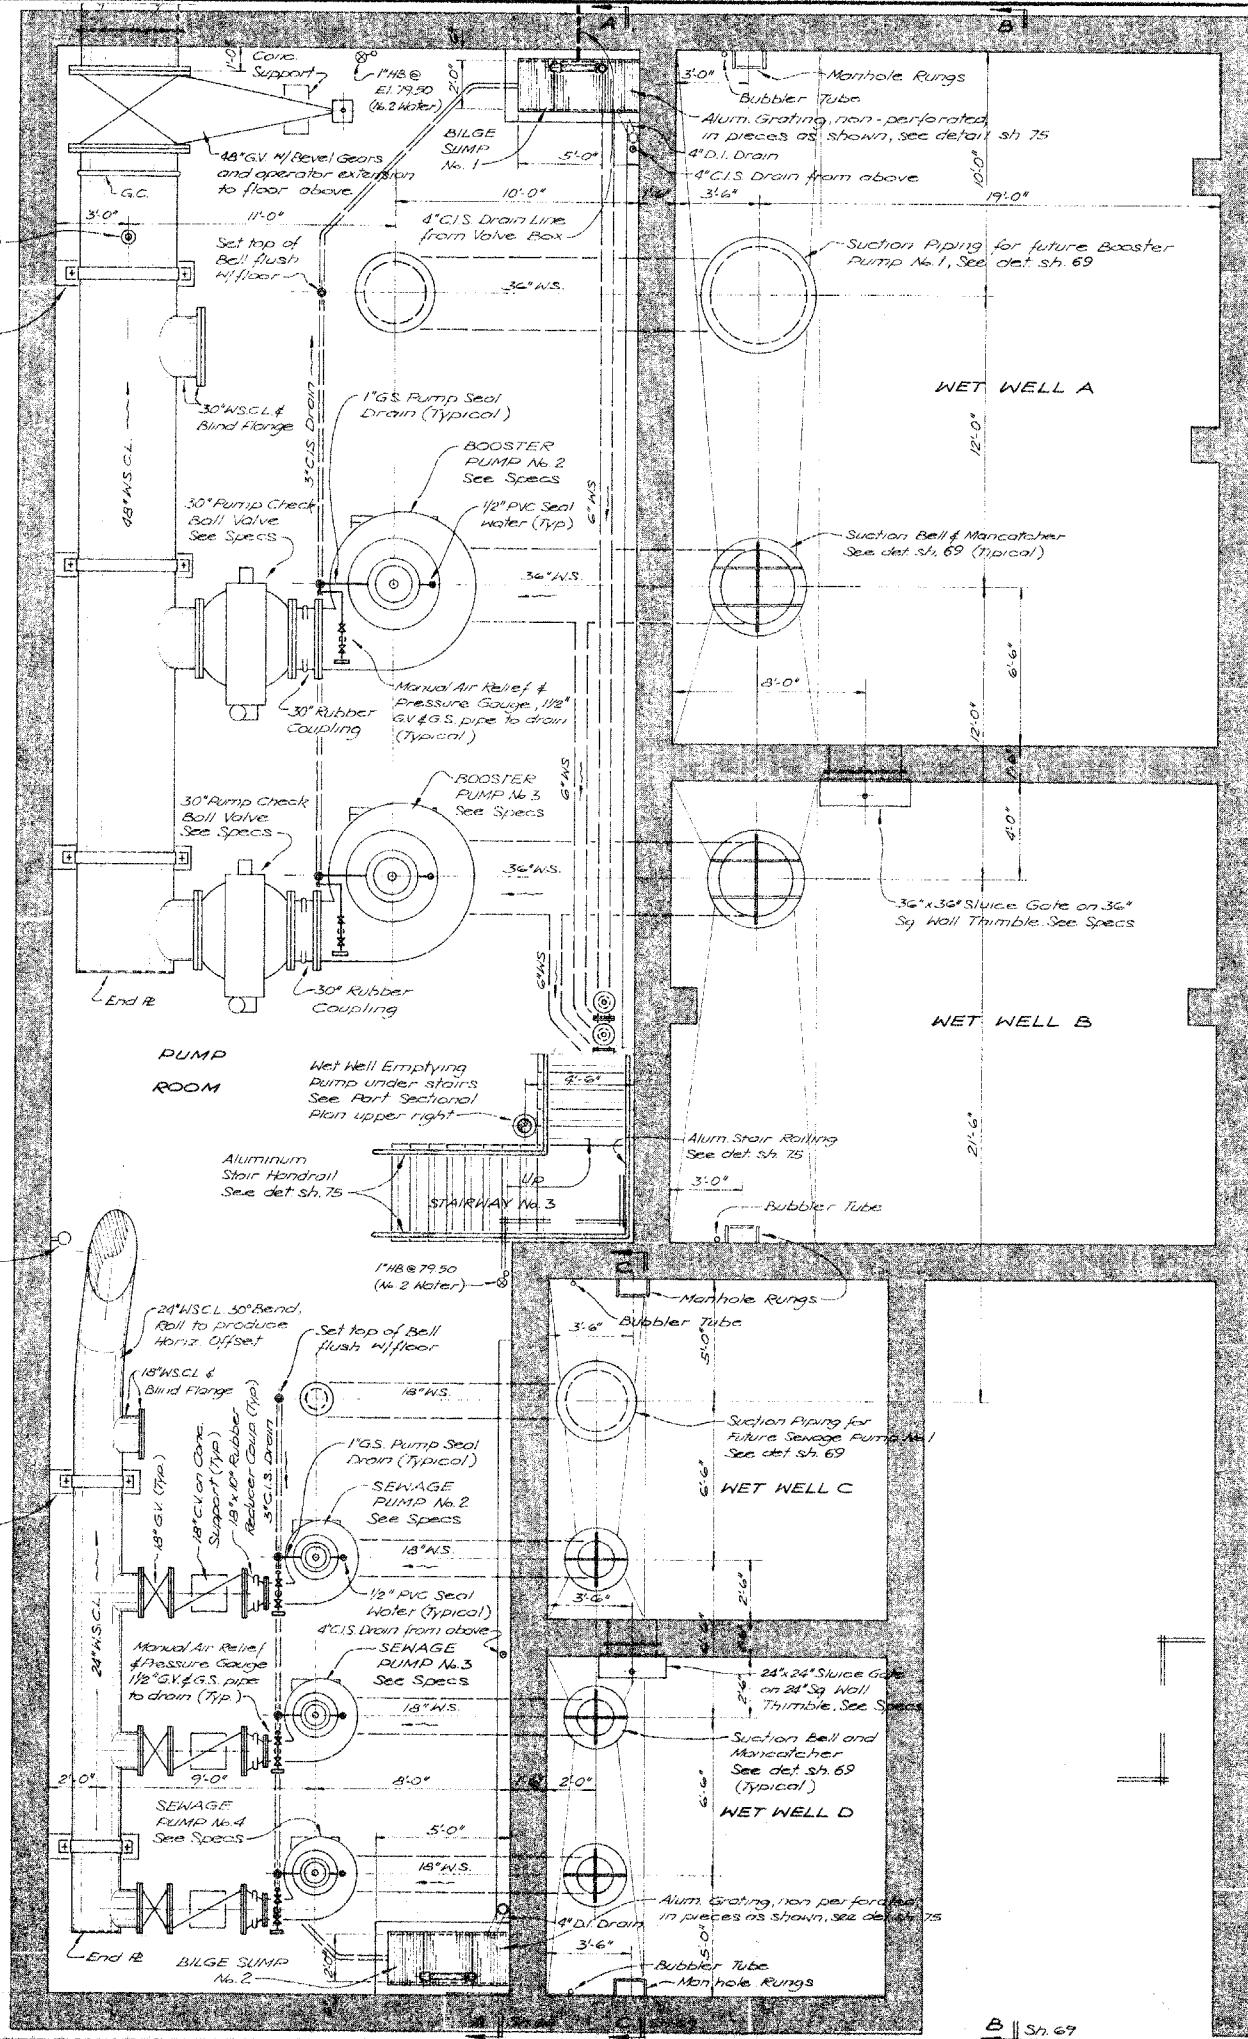 A
B
1'-0"
Conc.
Support
1"HB @
El. 79.50
(No.2 Water)
2'-0"
BILGE
SUMP
No. 1
3'-0"
Manhole Rungs
Bubbler Tube
Alum. Grating, non-perforated,
in pieces as shown, see detail sh 75
4" D.I. Drain
4" C.I.S. Drain from above
5'-0"
48" G.V. W/Bevel Gears
and operator extension
to floor above
G.C.
10'-0"
1'-6"
3'-6"
10'-0"
19'-0"
3'-0"
11'-0"
4" C.I.S. Drain Line
from Valve Box
Set top of
Bell flush
w/floor
Suction Piping for future Booster
Pump No.1, See det. sh. 69
36" W.S.
30" W.S.C.L. &
Blind Flange
3" C.I.S. Drain
1" G.S. Pump Seal
Drain (Typical)
WET WELL A
12'-0"
48" W.S.C.L.
BOOSTER
PUMP No. 2
See Specs
30" Pump Check
Ball Valve
See Specs
1/2" PVC Seal
Water (Typ)
6" W.S.
Suction Bell & Mancatcher
See det sh. 69 (Typical)
36" W.S.
6'-6"
8'-0"
12'-0"
Manual Air Relief &
Pressure Gauge, 1 1/2"
G.V. & G.S. pipe to drain
(Typical)
30" Rubber
Coupling
6" W.S.
BOOSTER
PUMP No. 3
See Specs
30" Pump Check
Ball Valve
See Specs
4'-0"
36" W.S.
36" x 36" Sluice Gate on 36"
Sq. Wall Thimble. See Specs
6" W.S.
End PL
30" Rubber
Coupling
WET WELL B
PUMP
ROOM
Wet Well Emptying
Pump under stairs
See Part Sectional
Plan upper right
4'-6"
21'-6"
Aluminum
Stair Handrail
See det sh. 75
Up
STAIRWAY No. 3
Alum. Stair Railing
See det. sh. 75
3'-0"
Bubbler Tube
1"HB @ 79.50
(No. 2 Water)
C
Manhole Rungs
Bubbler Tube
3'-6"
5'-0"
24" W.S.C.L. 30° Bend,
Roll to produce
Horiz. Offset
Set top of Bell
flush w/floor
18" W.S.C.L. &
Blind Flange
18" W.S.
Suction Piping for
Future Sewage Pump No. 1
See det sh. 69
18" G.V. (Typ.)
18" C.V. on Conc.
Support (Typ)
18" x 10" Rubber
Reducer Coup (Typ)
3" C.I.S. Drain
1" G.S. Pump Seal
Drain (Typical)
SEWAGE
PUMP No. 2
See Specs
6'-6"
WET WELL C
18" W.S.
1/2" PVC Seal
Water (Typical)
3'-6"
2'-6"
4" C.I.S. Drain from above
24" W.S.C.L.
Manual Air Relief
& Pressure Gauge
1 1/2" G.V. & G.S. pipe
to drain (Typ.)
SEWAGE
PUMP No. 3
See Specs
24" x 24" Sluice Gate
on 24" Sq. Wall
Thimble. See Specs
2'-6"
18" W.S.
Suction Bell and
Mancatcher
See det. sh. 69
(Typical)
2'-0"
9'-0"
8'-0"
2'-0"
6'-6"
WET WELL D
SEWAGE
PUMP No. 4
See Specs
5'-0"
18" W.S.
Alum. Grating, non perforated,
in pieces as shown, see det. sh 75
4" D.I. Drain
3'-6"
5'-0"
End PL
BILGE SUMP
No. 2
2'-0"
Bubbler Tube
Manhole Rungs
C
B Sh. 69